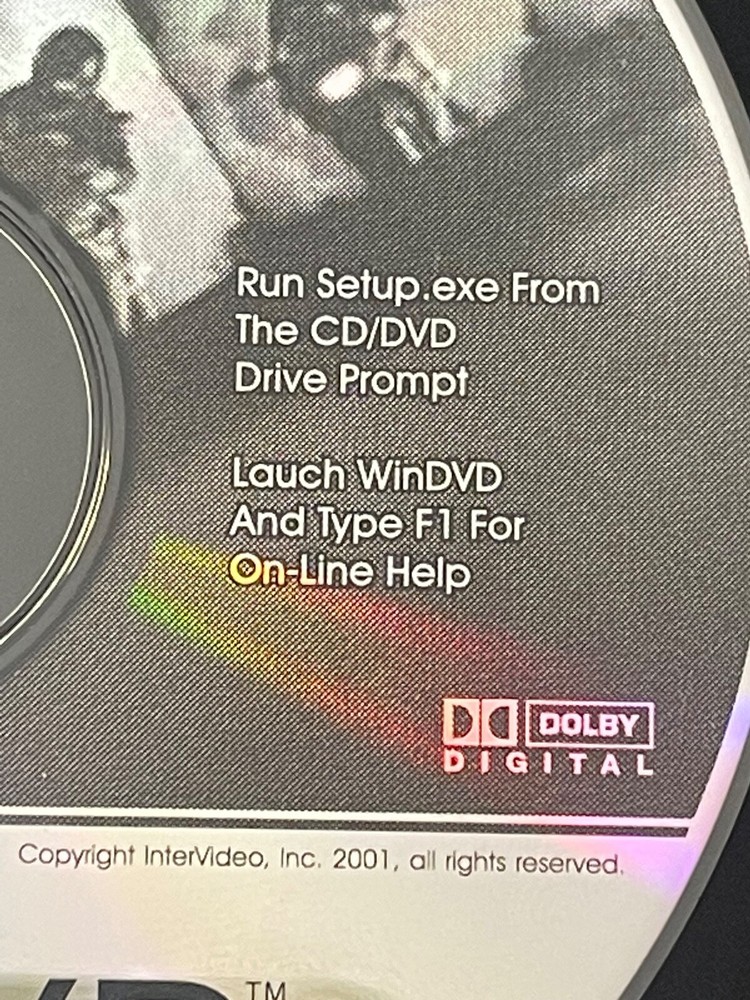 Run Setup.exe From
The CD/DVD
Drive Prompt
Lauch WinDVD
And Type F1 For
On-Line Help
DOLBY
DIGITAL
Copyright InterVideo, Inc. 2001, all rights reserved.
TM